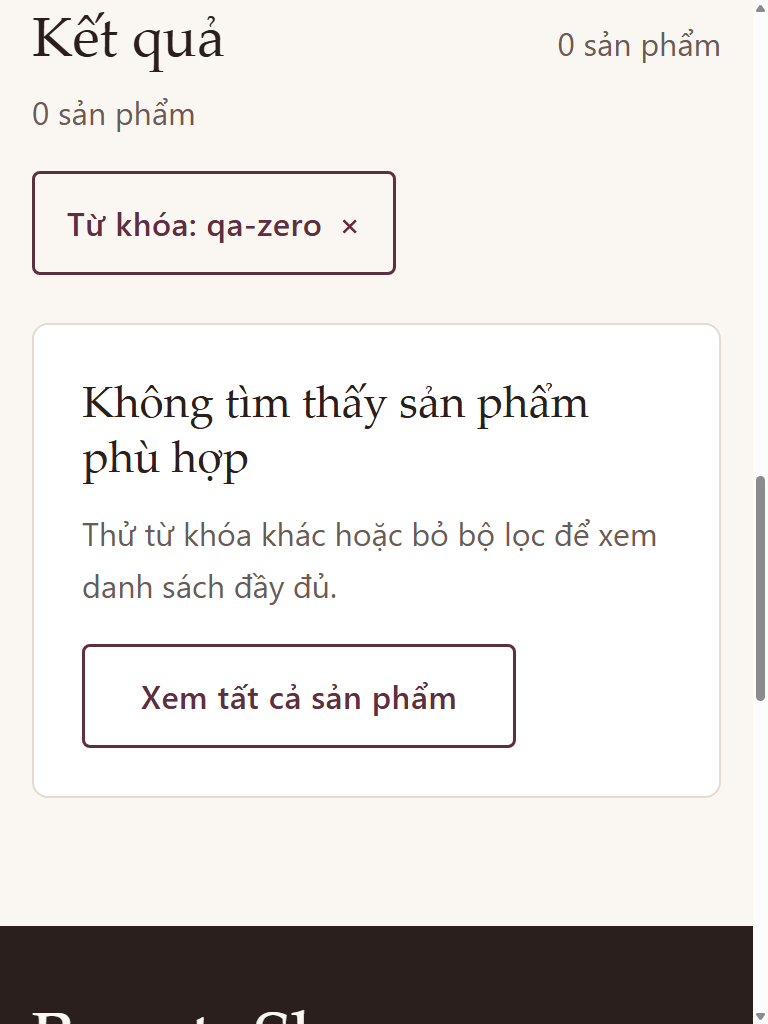 Kết quả
0 sản phẩm
0 sản phẩm
Từ khóa: qa-zero ×
Không tìm thấy sản phẩm
phù hợp
Thử từ khóa khác hoặc bỏ bộ lọc để xem
danh sách đầy đủ.
Xem tất cả sản phẩm